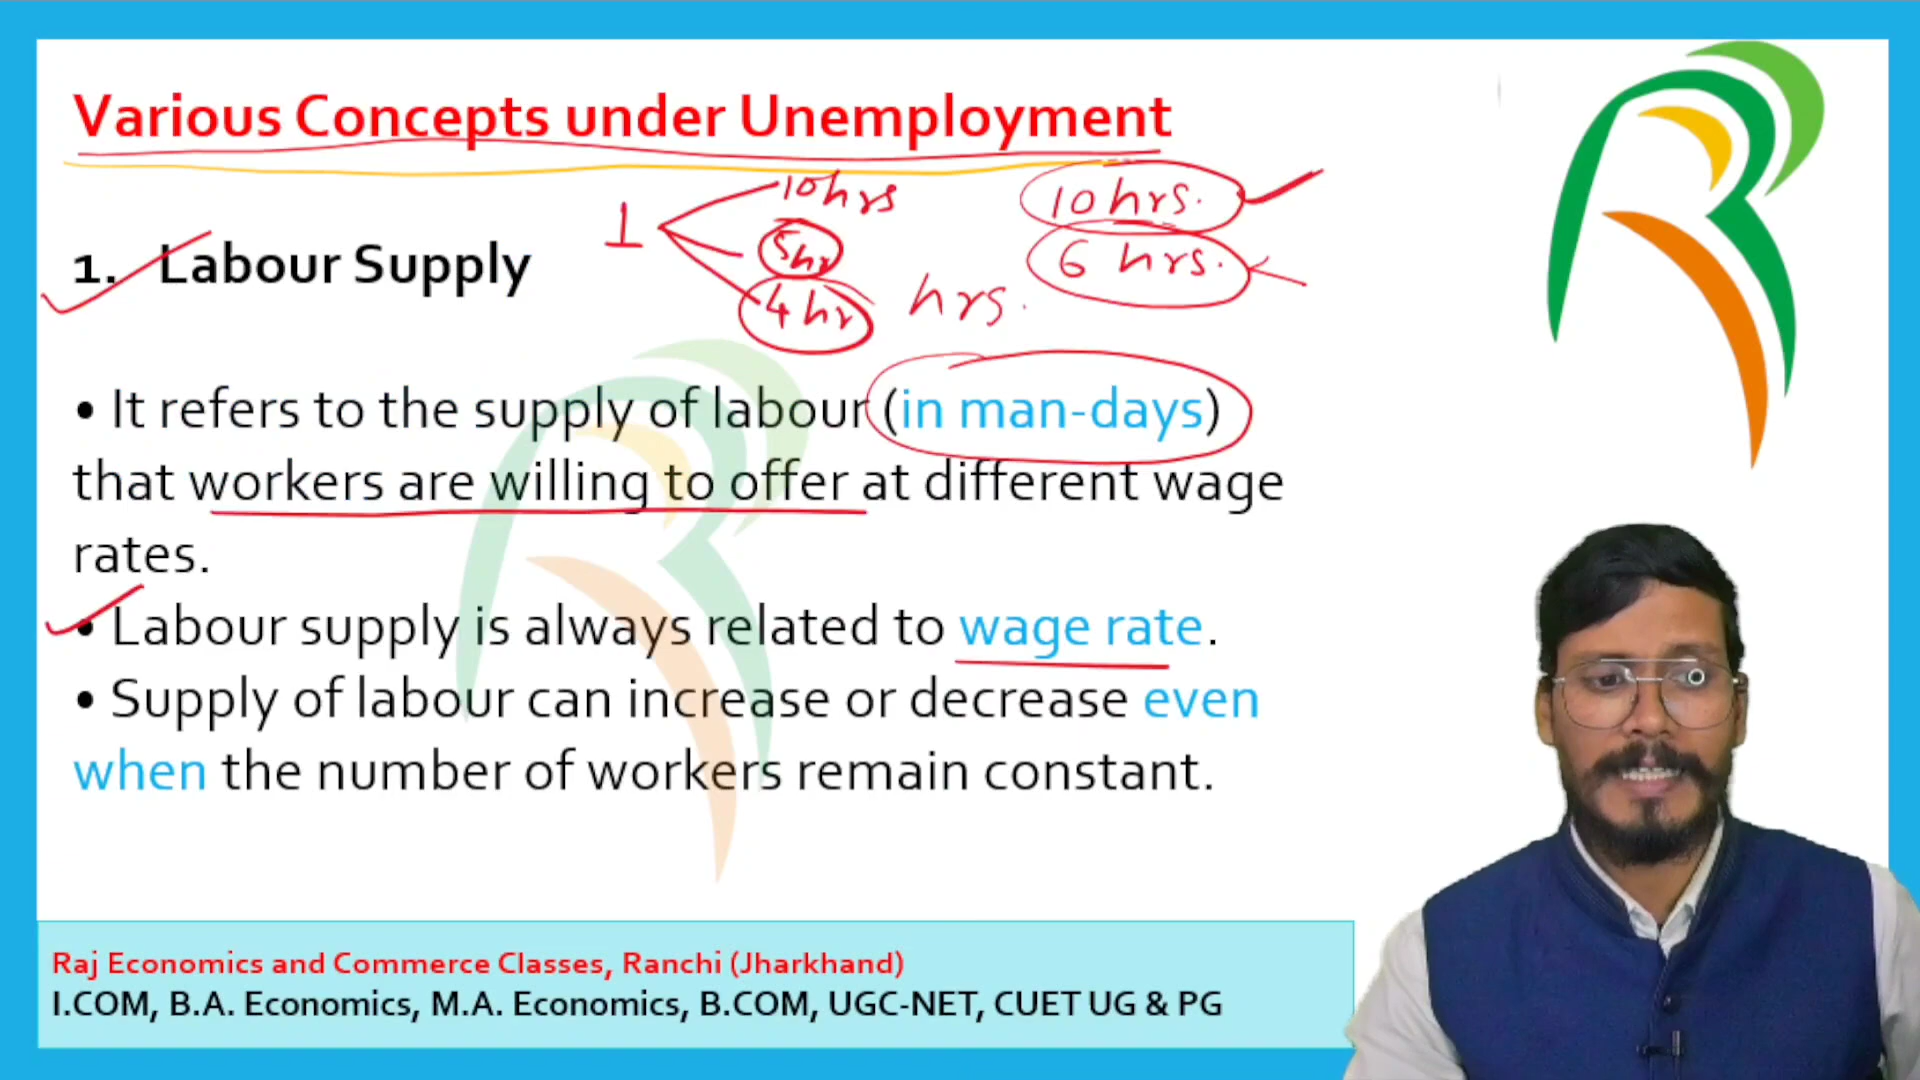 Various Concepts under Unemployment
1 10hrs 10 hrs.
5hr 6 hrs.
1. Labour Supply
4hr hrs.
• It refers to the supply of labour (in man-days)
that workers are willing to offer at different wage
rates.
• Labour supply is always related to wage rate.
• Supply of labour can increase or decrease even
when the number of workers remain constant.
Raj Economics and Commerce Classes, Ranchi (Jharkhand)
I.COM, B.A. Economics, M.A. Economics, B.COM, UGC-NET, CUET UG & PG